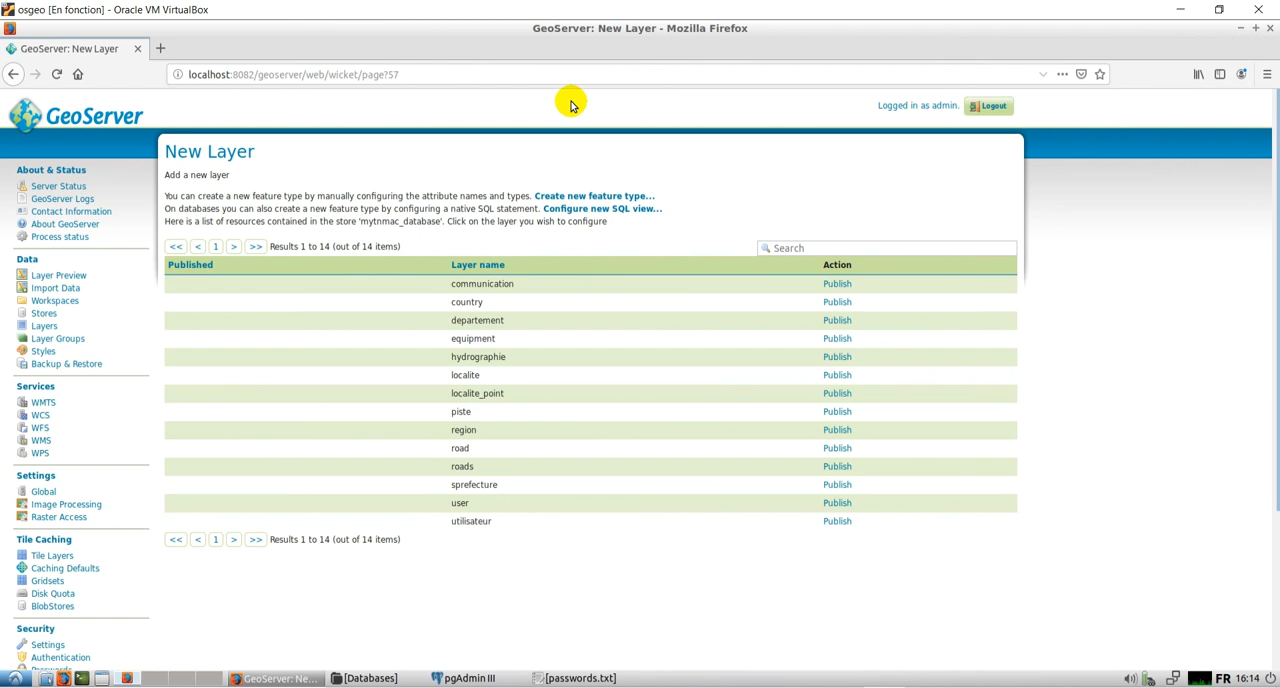 osgeo [En fonction] - Oracle VM VirtualBox
GeoServer: New Layer - Mozilla Firefox
GeoServer: New Layer
localhost:8082/geoserver/web/wicket/page?57
GeoServer
Logged in as admin. Logout
New Layer
Add a new layer
You can create a new feature type by manually configuring the attribute names and types. Create new feature type...
On databases you can also create a new feature type by configuring a native SQL statement. Configure new SQL view...
Here is a list of resources contained in the store 'mytnmac_database'. Click on the layer you wish to configure
<< < 1 > >> Results 1 to 14 (out of 14 items) Search
Published Layer name Action
communication Publish
country Publish
departement Publish
equipment Publish
hydrographie Publish
localite Publish
localite_point Publish
piste Publish
region Publish
road Publish
roads Publish
sprefecture Publish
user Publish
utilisateur Publish
<< < 1 > >> Results 1 to 14 (out of 14 items)
About & Status
Server Status
GeoServer Logs
Contact Information
About GeoServer
Process status
Data
Layer Preview
Import Data
Workspaces
Stores
Layers
Layer Groups
Styles
Backup & Restore
Services
WMTS
WCS
WFS
WMS
WPS
Settings
Global
Image Processing
Raster Access
Tile Caching
Tile Layers
Caching Defaults
Gridsets
Disk Quota
BlobStores
Security
Settings
Authentication
Passwords
GeoServer: Ne... [Databases] pgAdmin III [passwords.txt] FR 16:14